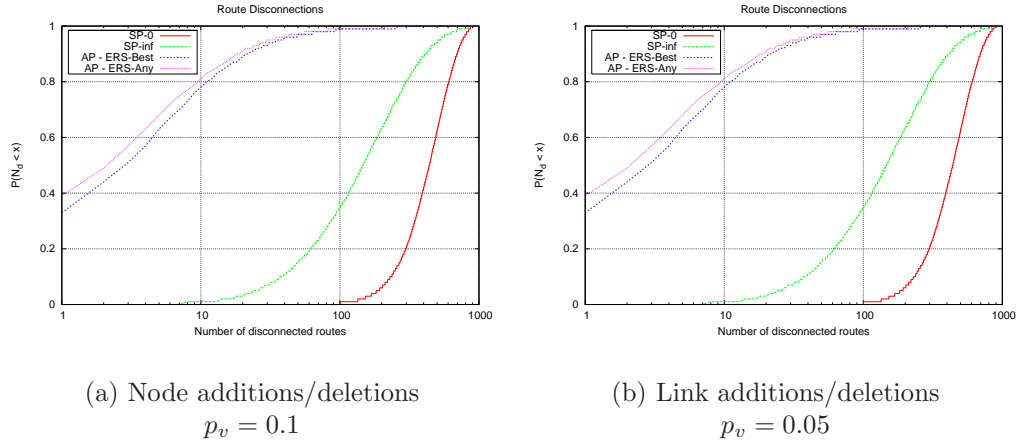 Route Disconnections
SP-0
SP-inf
AP - ERS-Best
AP - ERS-Any
1
0.8
0.6
0.4
0.2
0
P(N_d < x)
1
10
100
1000
Number of disconnected routes
(a) Node additions/deletions
p_v = 0.1
Route Disconnections
SP-0
SP-inf
AP - ERS-Best
AP - ERS-Any
1
0.8
0.6
0.4
0.2
0
P(N_d < x)
1
10
100
1000
Number of disconnected routes
(b) Link additions/deletions
p_v = 0.05